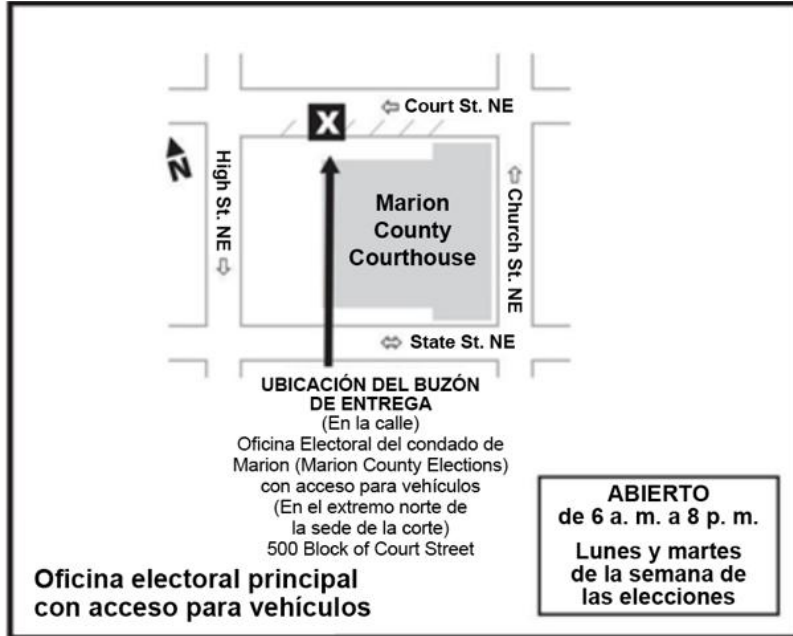 Court St. NE
X
N
High St. NE
Marion
County
Courthouse
Church St. NE
State St. NE
UBICACIÓN DEL BUZÓN
DE ENTREGA
(En la calle)
Oficina Electoral del condado de
Marion (Marion County Elections)
con acceso para vehículos
(En el extremo norte de
la sede de la corte)
500 Block of Court Street
ABIERTO
de 6 a. m. a 8 p. m.
Lunes y martes
de la semana de
las elecciones
Oficina electoral principal
con acceso para vehículos